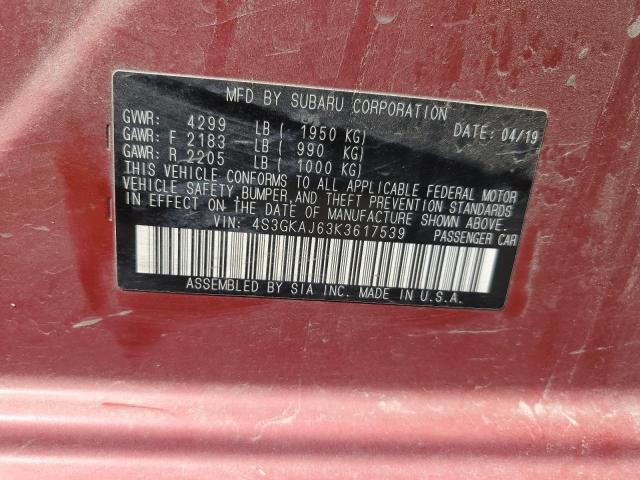 MFD BY SUBARU CORPORATION
GVWR: 4299 LB ( 1950 KG) DATE: 04/19
GAWR: F 2183 LB ( 990 KG)
GAWR: R 2205 LB ( 1000 KG)
THIS VEHICLE CONFORMS TO ALL APPLICABLE FEDERAL MOTOR
VEHICLE SAFETY, BUMPER, AND THEFT PREVENTION STANDARDS
IN EFFECT ON THE DATE OF MANUFACTURE SHOWN ABOVE.
VIN: 4S3GKAJ63K3617539 PASSENGER CAR
ASSEMBLED BY SIA INC. MADE IN U.S.A.